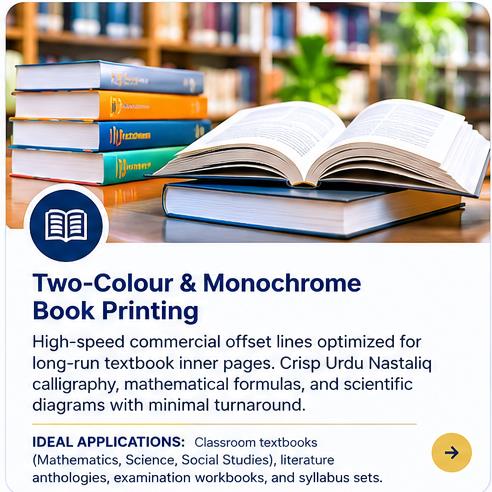 Two-Colour & Monochrome
Book Printing
High-speed commercial offset lines optimized for
long-run textbook inner pages. Crisp Urdu Nastaliq
calligraphy, mathematical formulas, and scientific
diagrams with minimal turnaround.
IDEAL APPLICATIONS: Classroom textbooks
(Mathematics, Science, Social Studies), literature
anthologies, examination workbooks, and syllabus sets.